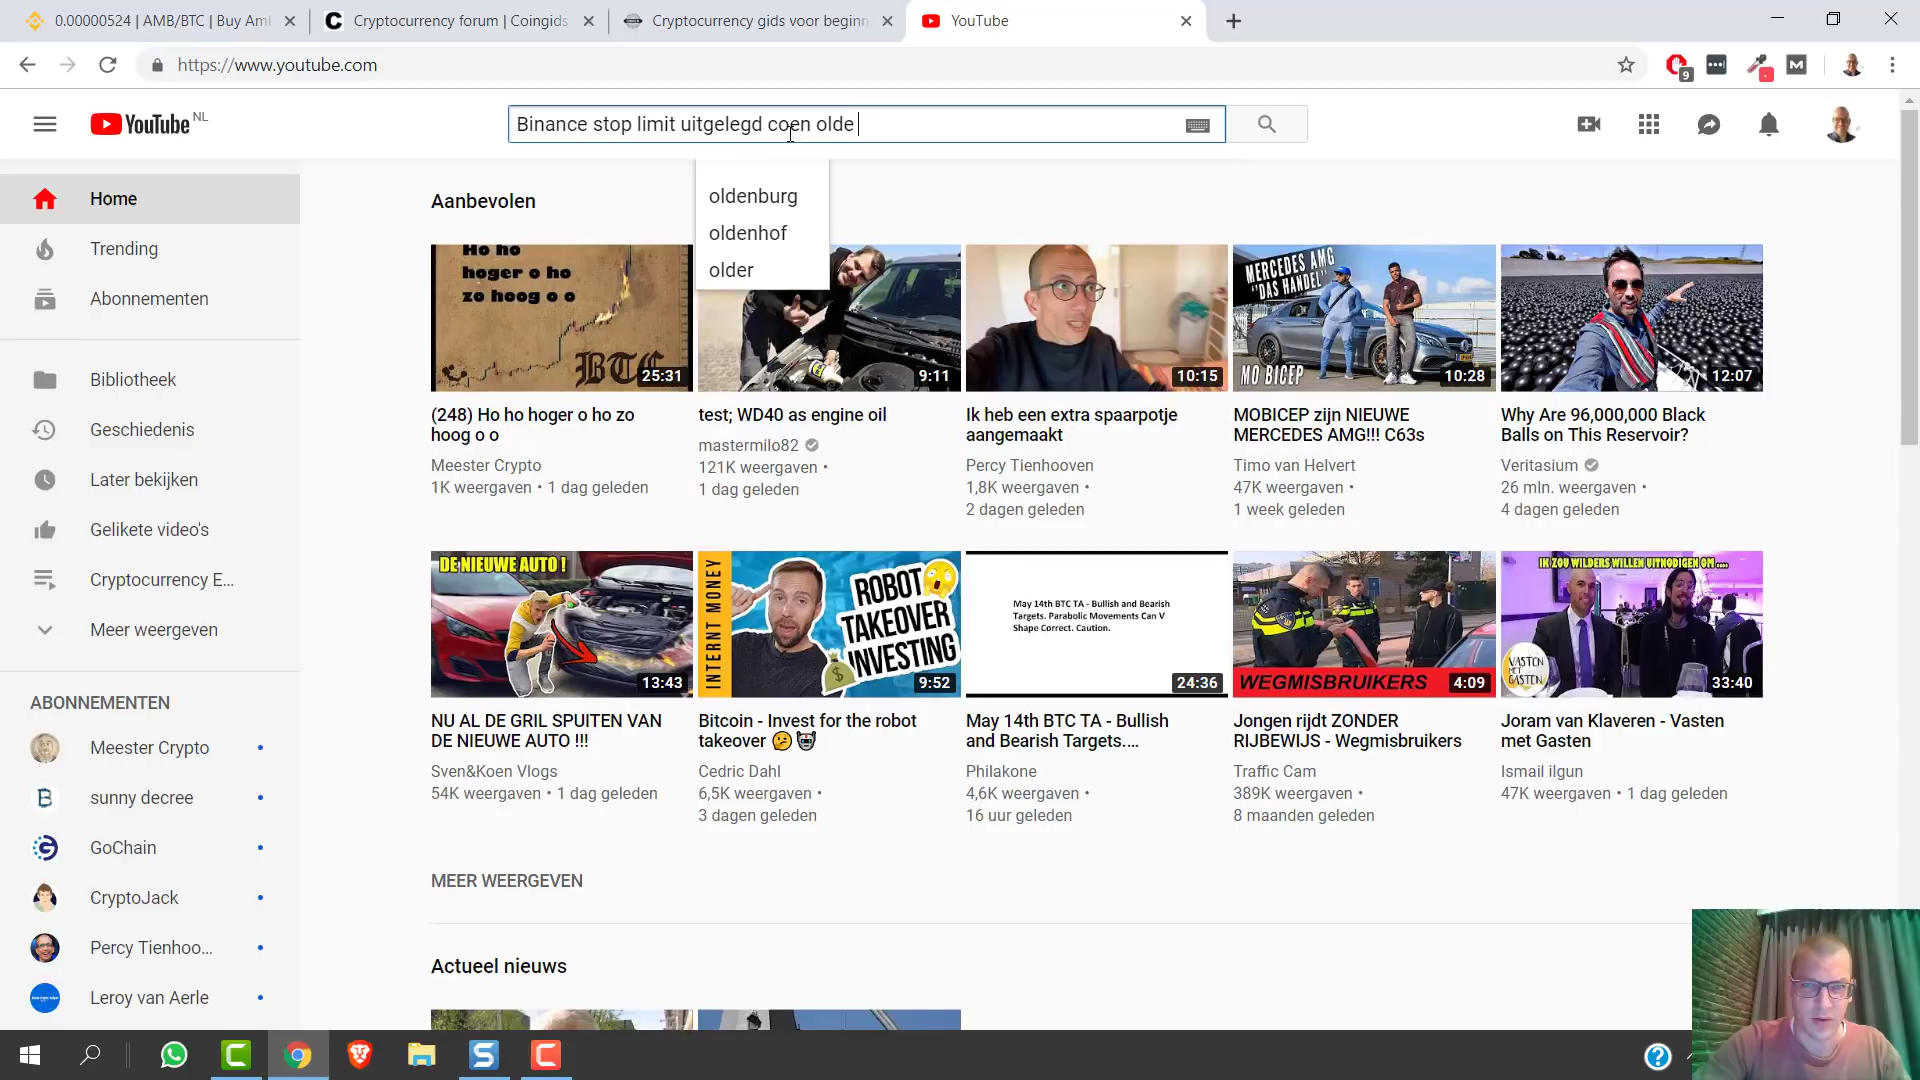 0.00000524 | AMB/BTC | Buy Aml
Cryptocurrency forum | Coingids
Cryptocurrency gids voor beginn
YouTube
https://www.youtube.com
9
YouTube NL
Binance stop limit uitgelegd coen olde
oldenburg
oldenhof
older
Home
Trending
Abonnementen
Bibliotheek
Geschiedenis
Later bekijken
Gelikete video's
Cryptocurrency E...
Meer weergeven
ABONNEMENTEN
Meester Crypto
sunny decree
GoChain
CryptoJack
Percy Tienhoo...
Leroy van Aerle
Aanbevolen
Ho ho
hoger o ho
zo hoog o o
BTC
25:31
(248) Ho ho hoger o ho zo
hoog o o
Meester Crypto
1K weergaven • 1 dag geleden
9:11
test; WD40 as engine oil
mastermilo82
121K weergaven •
1 dag geleden
10:15
Ik heb een extra spaarpotje
aangemaakt
Percy Tienhooven
1,8K weergaven •
2 dagen geleden
MERCEDES AMG
"DAS HANDEL"
MO BICEP
10:28
MOBICEP zijn NIEUWE
MERCEDES AMG!!! C63s
Timo van Helvert
47K weergaven •
1 week geleden
12:07
Why Are 96,000,000 Black
Balls on This Reservoir?
Veritasium
26 mln. weergaven •
4 dagen geleden
DE NIEUWE AUTO !
13:43
NU AL DE GRIL SPUITEN VAN
DE NIEUWE AUTO !!!
Sven&Koen Vlogs
54K weergaven • 1 dag geleden
INTERNT MONEY
ROBOT
TAKEOVER
INVESTING
9:52
Bitcoin - Invest for the robot
takeover
Cedric Dahl
6,5K weergaven •
3 dagen geleden
May 14th BTC TA - Bullish and Bearish
Targets. Parabolic Movements Can V
Shape Correct. Caution.
24:36
May 14th BTC TA - Bullish
and Bearish Targets....
Philakone
4,6K weergaven •
16 uur geleden
WEGMISBRUIKERS
4:09
Jongen rijdt ZONDER
RIJBEWIJS - Wegmisbruikers
Traffic Cam
389K weergaven •
8 maanden geleden
IK ZOU WILDERS WILLEN UITNODIGEN OM ....
VASTEN
MET
GASTEN
33:40
Joram van Klaveren - Vasten
met Gasten
Ismail ilgun
47K weergaven • 1 dag geleden
MEER WEERGEVEN
Actueel nieuws